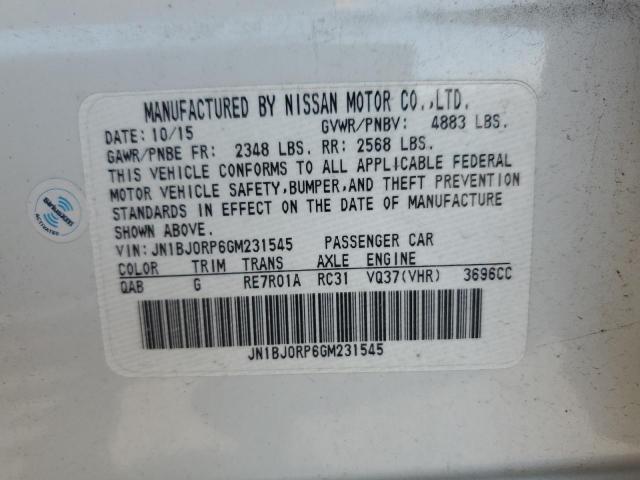 MANUFACTURED BY NISSAN MOTOR CO.,LTD.
DATE: 10/15 GVWR/PNBV: 4883 LBS.
GAWR/PNBE FR: 2348 LBS. RR: 2568 LBS.
THIS VEHICLE CONFORMS TO ALL APPLICABLE FEDERAL
MOTOR VEHICLE SAFETY,BUMPER,AND THEFT PREVENTION
STANDARDS IN EFFECT ON THE DATE OF MANUFACTURE
SHOWN ABOVE.
VIN: JN1BJ0RP6GM231545 PASSENGER CAR
COLOR TRIM TRANS AXLE ENGINE
QAB G RE7R01A RC31 VQ37(VHR) 3696CC
JN1BJ0RP6GM231545
ACTIVATED